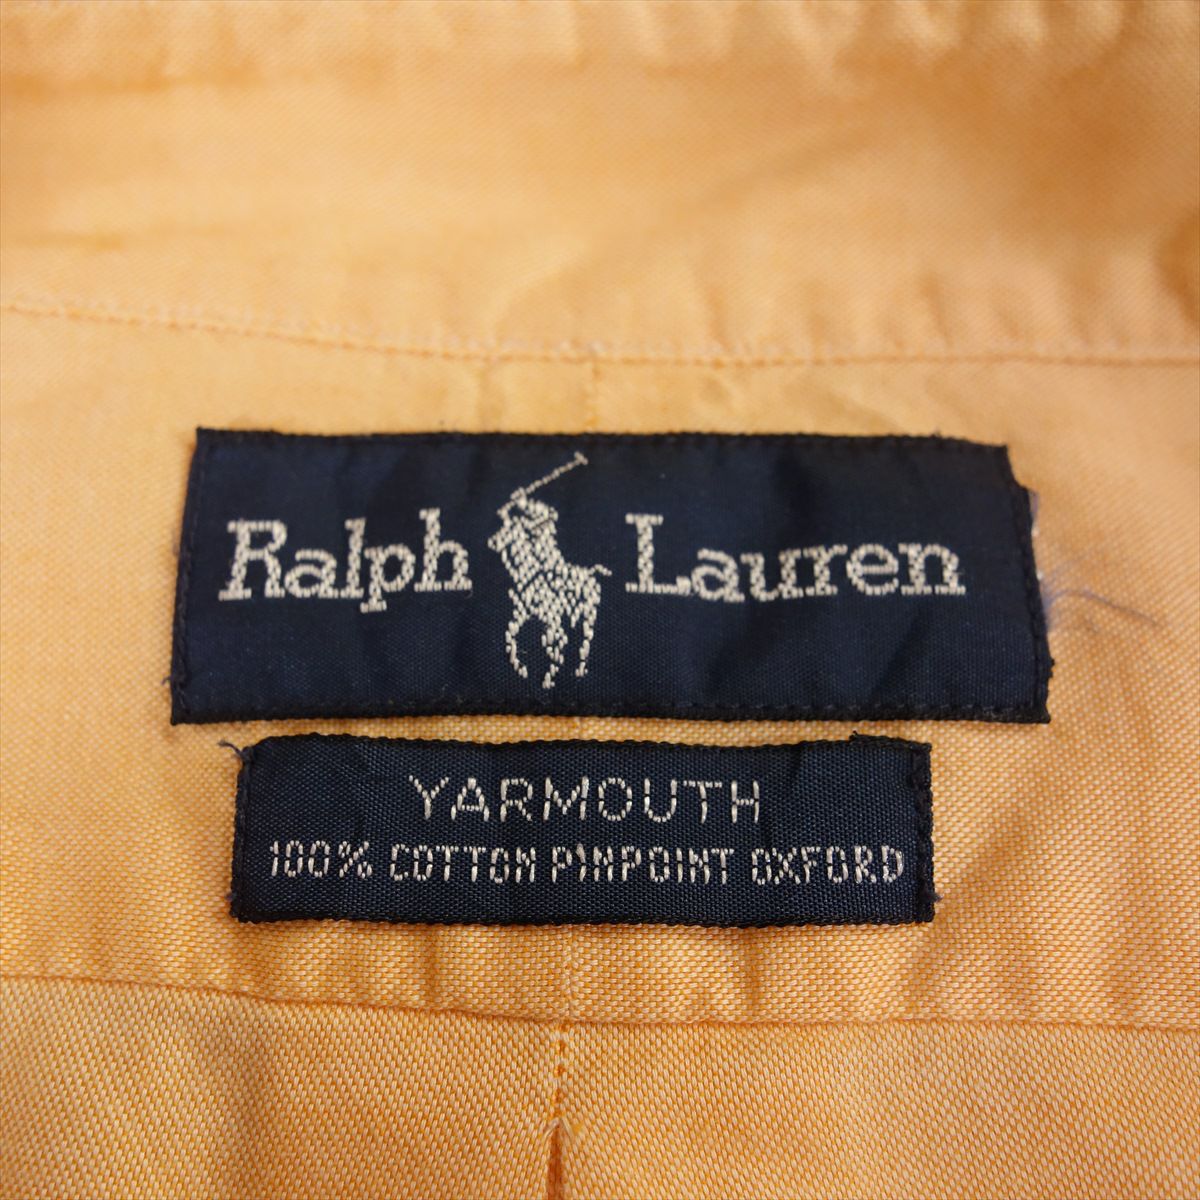 Ralph Lauren
YARMOUTH
100% COTTON PINPOINT OXFORD